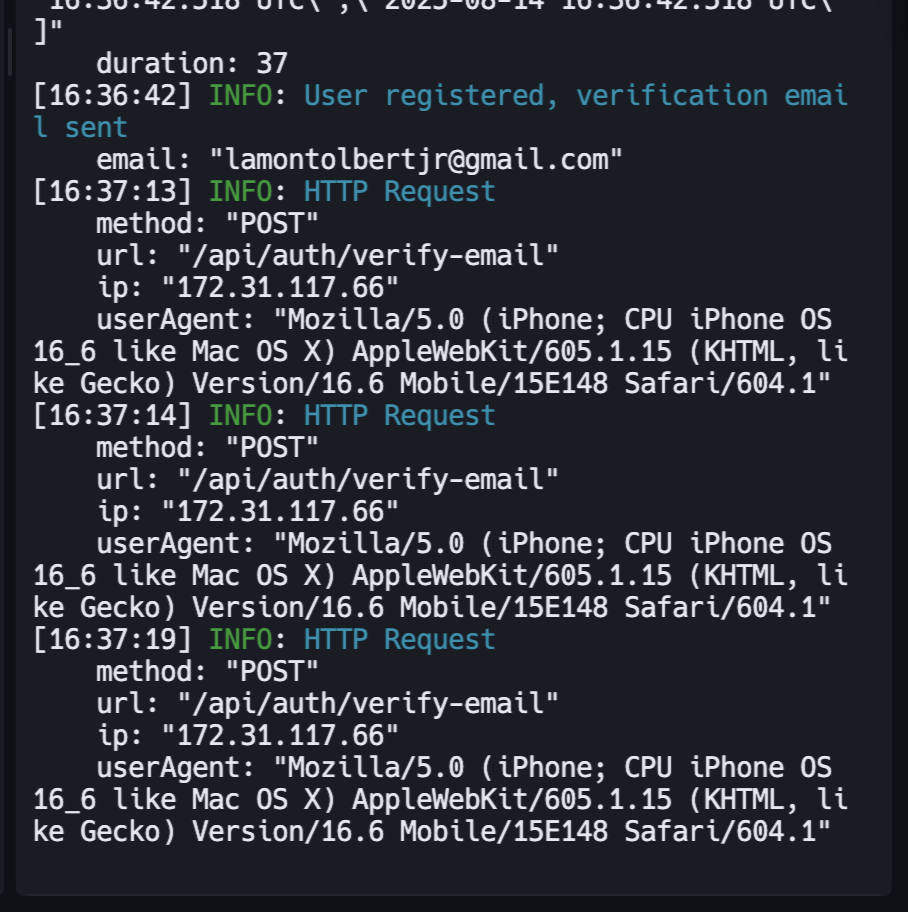 "16:36:42.518 UTC\",\"2025-08-14 16:36:42.518 UTC\"
]"
    duration: 37
[16:36:42] INFO: User registered, verification emai
l sent
    email: "lamontolbertjr@gmail.com"
[16:37:13] INFO: HTTP Request
    method: "POST"
    url: "/api/auth/verify-email"
    ip: "172.31.117.66"
    userAgent: "Mozilla/5.0 (iPhone; CPU iPhone OS
16_6 like Mac OS X) AppleWebKit/605.1.15 (KHTML, li
ke Gecko) Version/16.6 Mobile/15E148 Safari/604.1"
[16:37:14] INFO: HTTP Request
    method: "POST"
    url: "/api/auth/verify-email"
    ip: "172.31.117.66"
    userAgent: "Mozilla/5.0 (iPhone; CPU iPhone OS
16_6 like Mac OS X) AppleWebKit/605.1.15 (KHTML, li
ke Gecko) Version/16.6 Mobile/15E148 Safari/604.1"
[16:37:19] INFO: HTTP Request
    method: "POST"
    url: "/api/auth/verify-email"
    ip: "172.31.117.66"
    userAgent: "Mozilla/5.0 (iPhone; CPU iPhone OS
16_6 like Mac OS X) AppleWebKit/605.1.15 (KHTML, li
ke Gecko) Version/16.6 Mobile/15E148 Safari/604.1"